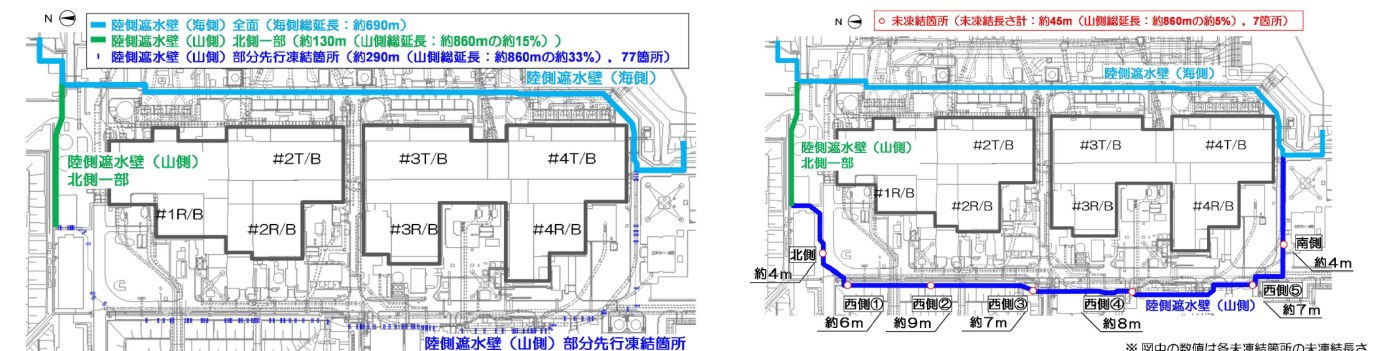 N
陸側遮水壁（海側）全面（海側総延長：約690m）
陸側遮水壁（山側）北側一部（約130m（山側総延長：約860mの約15%））
陸側遮水壁（山側）部分先行凍結箇所（約290m（山側総延長：約860mの約33%），77箇所）
陸側遮水壁（海側）
陸側遮水壁（山側）
北側一部
#2T/B
#3T/B
#4T/B
#1R/B
#2R/B
#3R/B
#4R/B
陸側遮水壁（山側）部分先行凍結箇所
N
未凍結箇所（未凍結長さ計：約45m（山側総延長：約860mの約5%），7箇所）
陸側遮水壁（海側）
陸側遮水壁（山側）
北側一部
#2T/B
#3T/B
#4T/B
#1R/B
#2R/B
#3R/B
#4R/B
北側
約4m
南側
約4m
西側①
約6m
西側②
約9m
西側③
約7m
西側④
約8m
陸側遮水壁（山側）
西側⑤
約7m
※ 図中の数値は各未凍結箇所の未凍結長さ